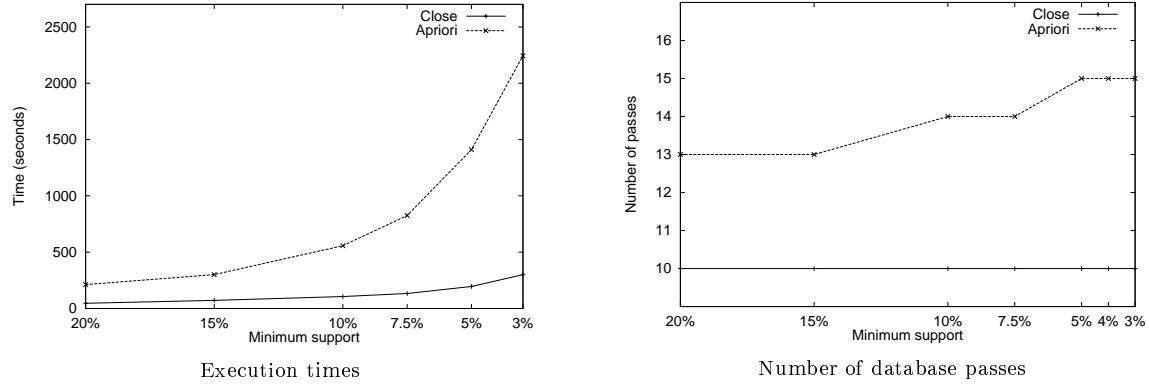 2500
2000
1500
1000
500
0
Time (seconds)
Close
Apriori
20% 15% 10% 7.5% 5% 3%
Minimum support
Execution times
16
15
14
13
12
11
10
Number of passes
Close
Apriori
20% 15% 10% 7.5% 5% 4% 3%
Minimum support
Number of database passes